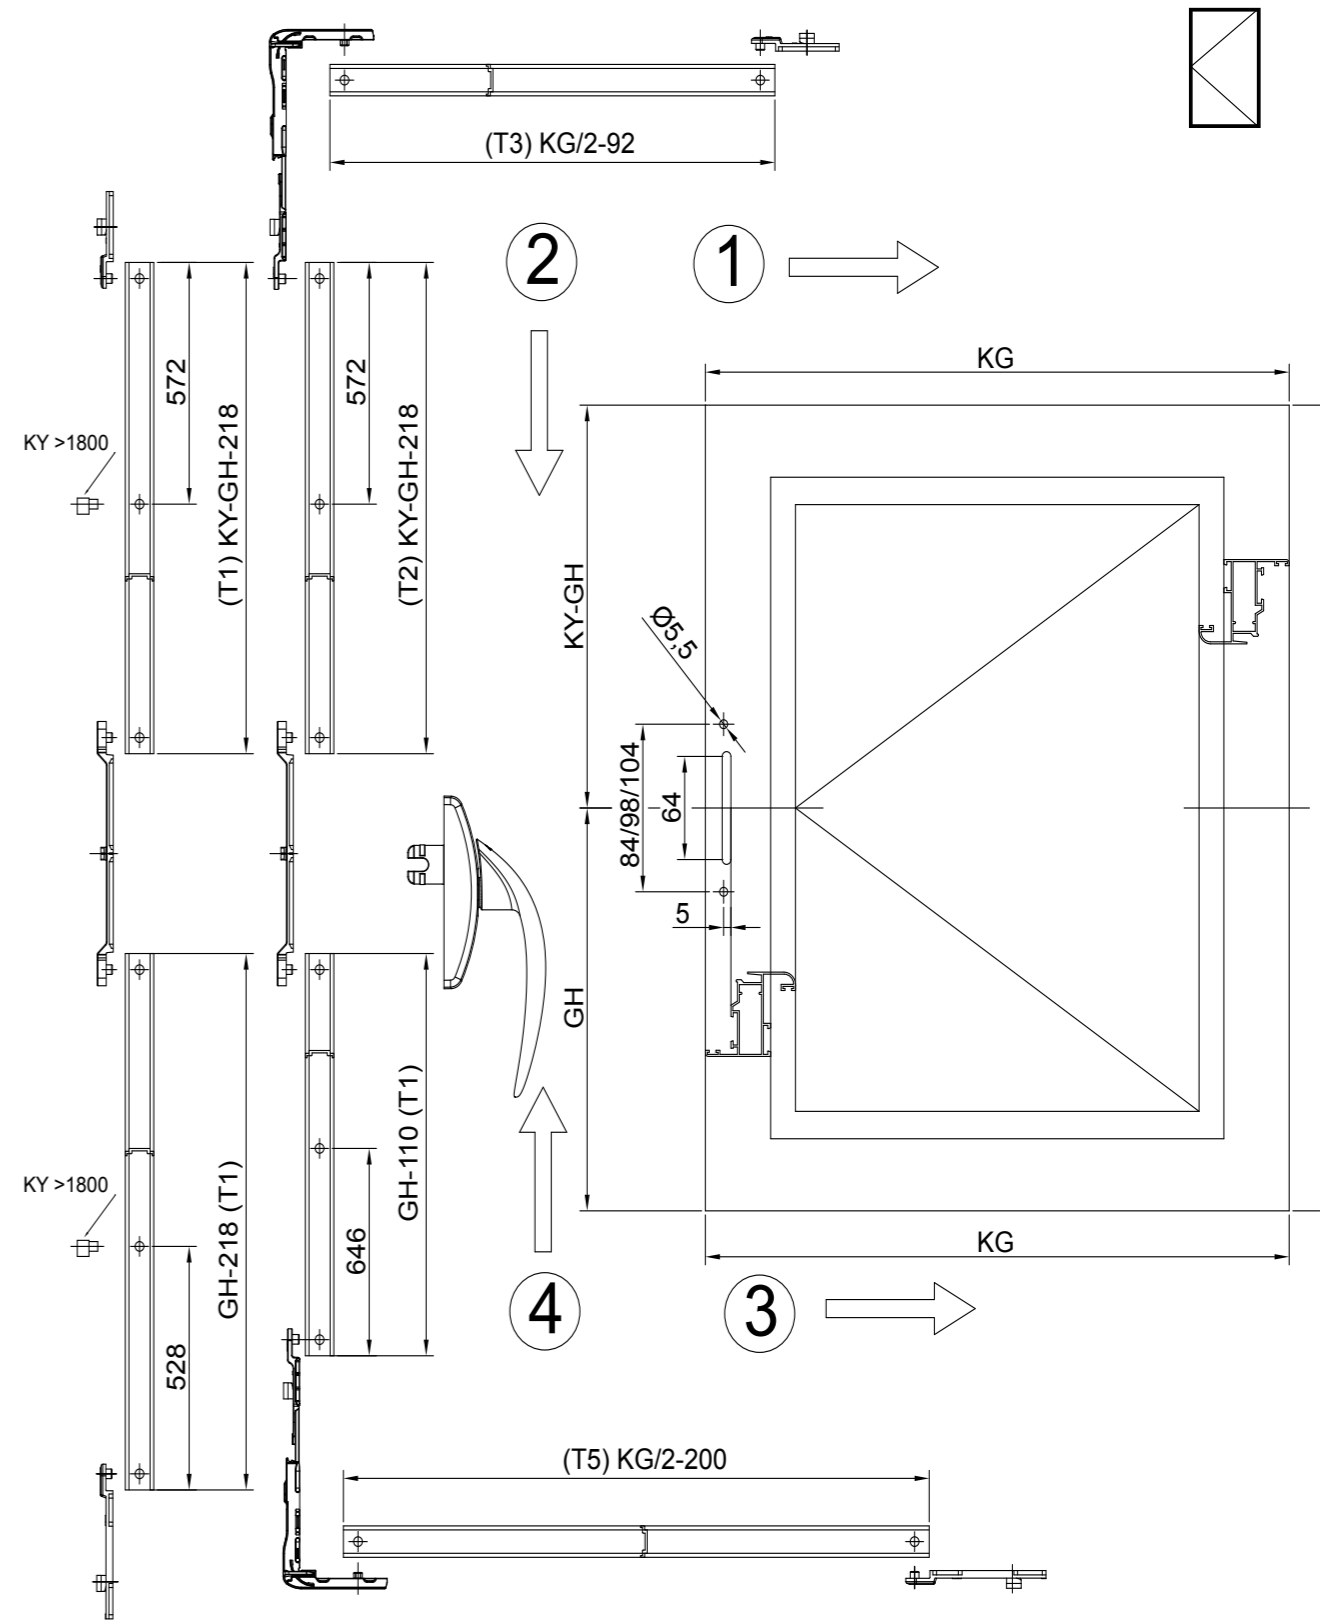 (T3) KG/2-92
2
1
KG
572
(T1) KY-GH-218
572
(T2) KY-GH-218
KY >1800
KY-GH
Ø5,5
84/98/104
64
5
GH
KY >1800
GH-218 (T1)
528
GH-110 (T1)
646
KG
4
3
(T5) KG/2-200